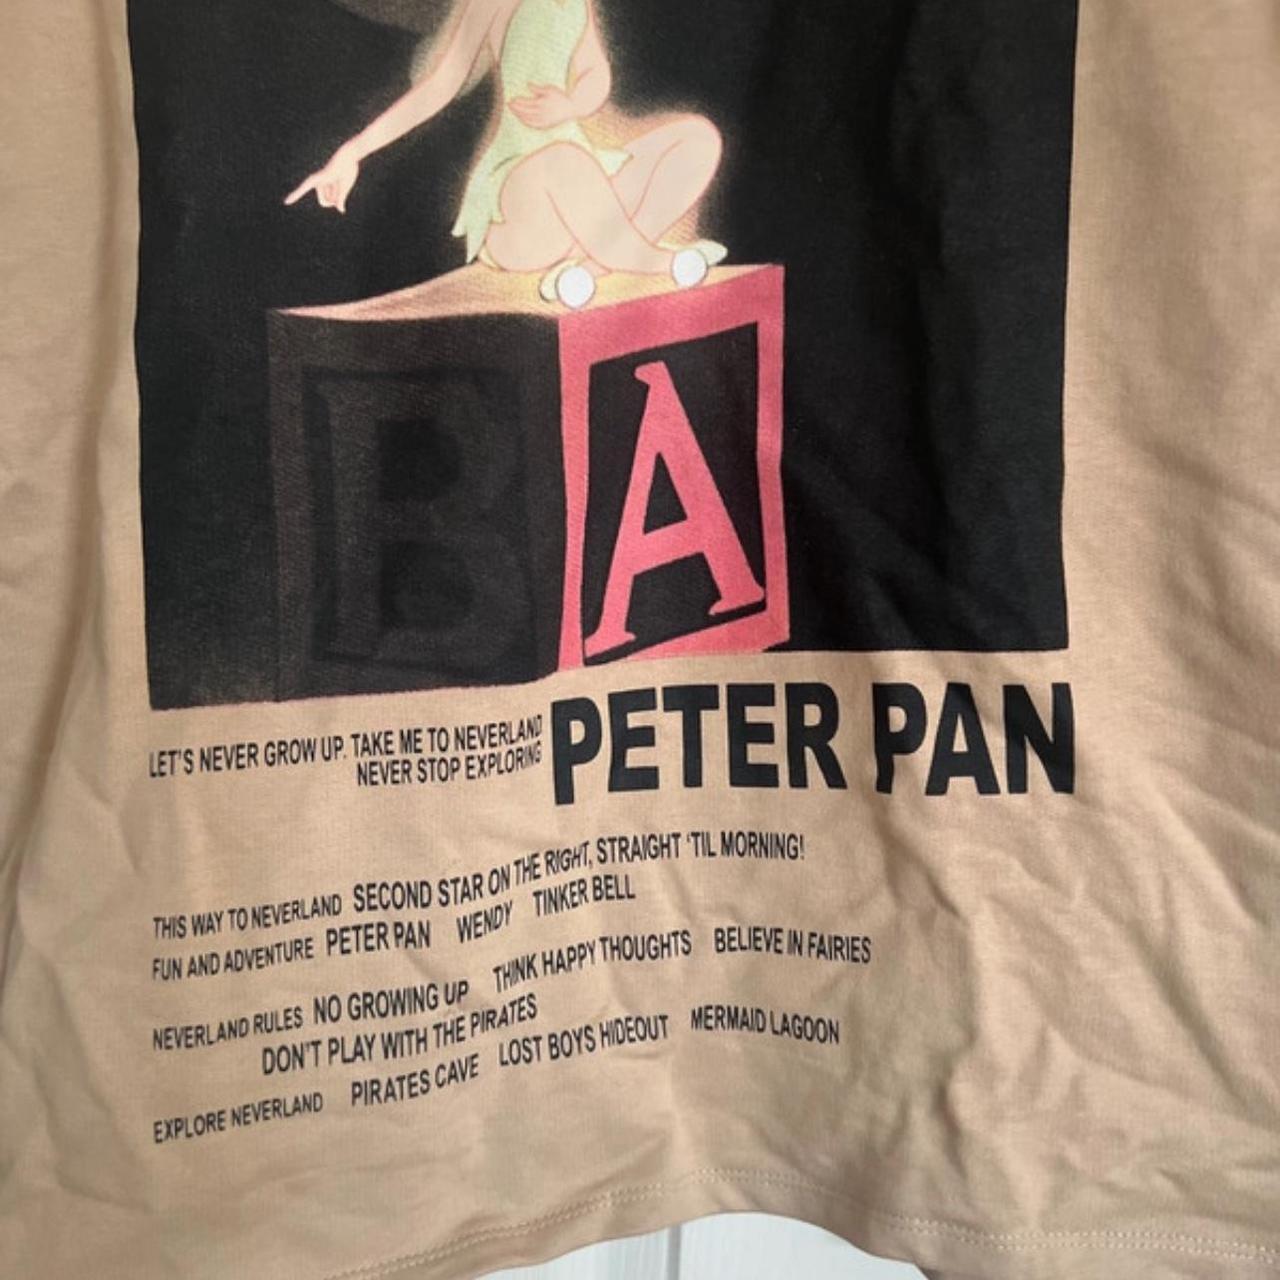 B
A
LET'S NEVER GROW UP. TAKE ME TO NEVERLAND
NEVER STOP EXPLORING
PETER PAN
THIS WAY TO NEVERLAND SECOND STAR ON THE RIGHT, STRAIGHT 'TIL MORNING!
FUN AND ADVENTURE PETER PAN WENDY TINKER BELL
NEVERLAND RULES NO GROWING UP THINK HAPPY THOUGHTS BELIEVE IN FAIRIES
DON'T PLAY WITH THE PIRATES
EXPLORE NEVERLAND PIRATES CAVE LOST BOYS HIDEOUT MERMAID LAGOON